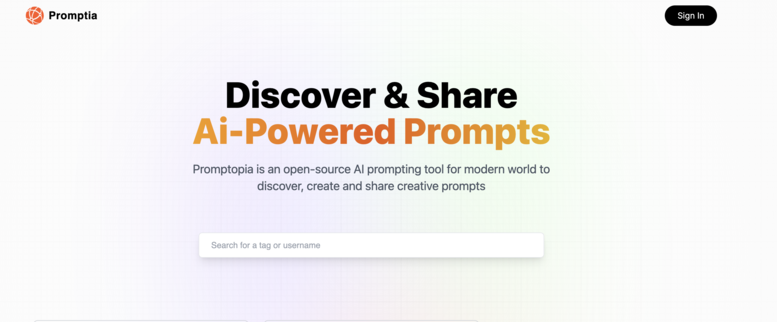 Promptia
Sign In
Discover & Share
Ai-Powered Prompts
Promptopia is an open-source AI prompting tool for modern world to
discover, create and share creative prompts
Search for a tag or username